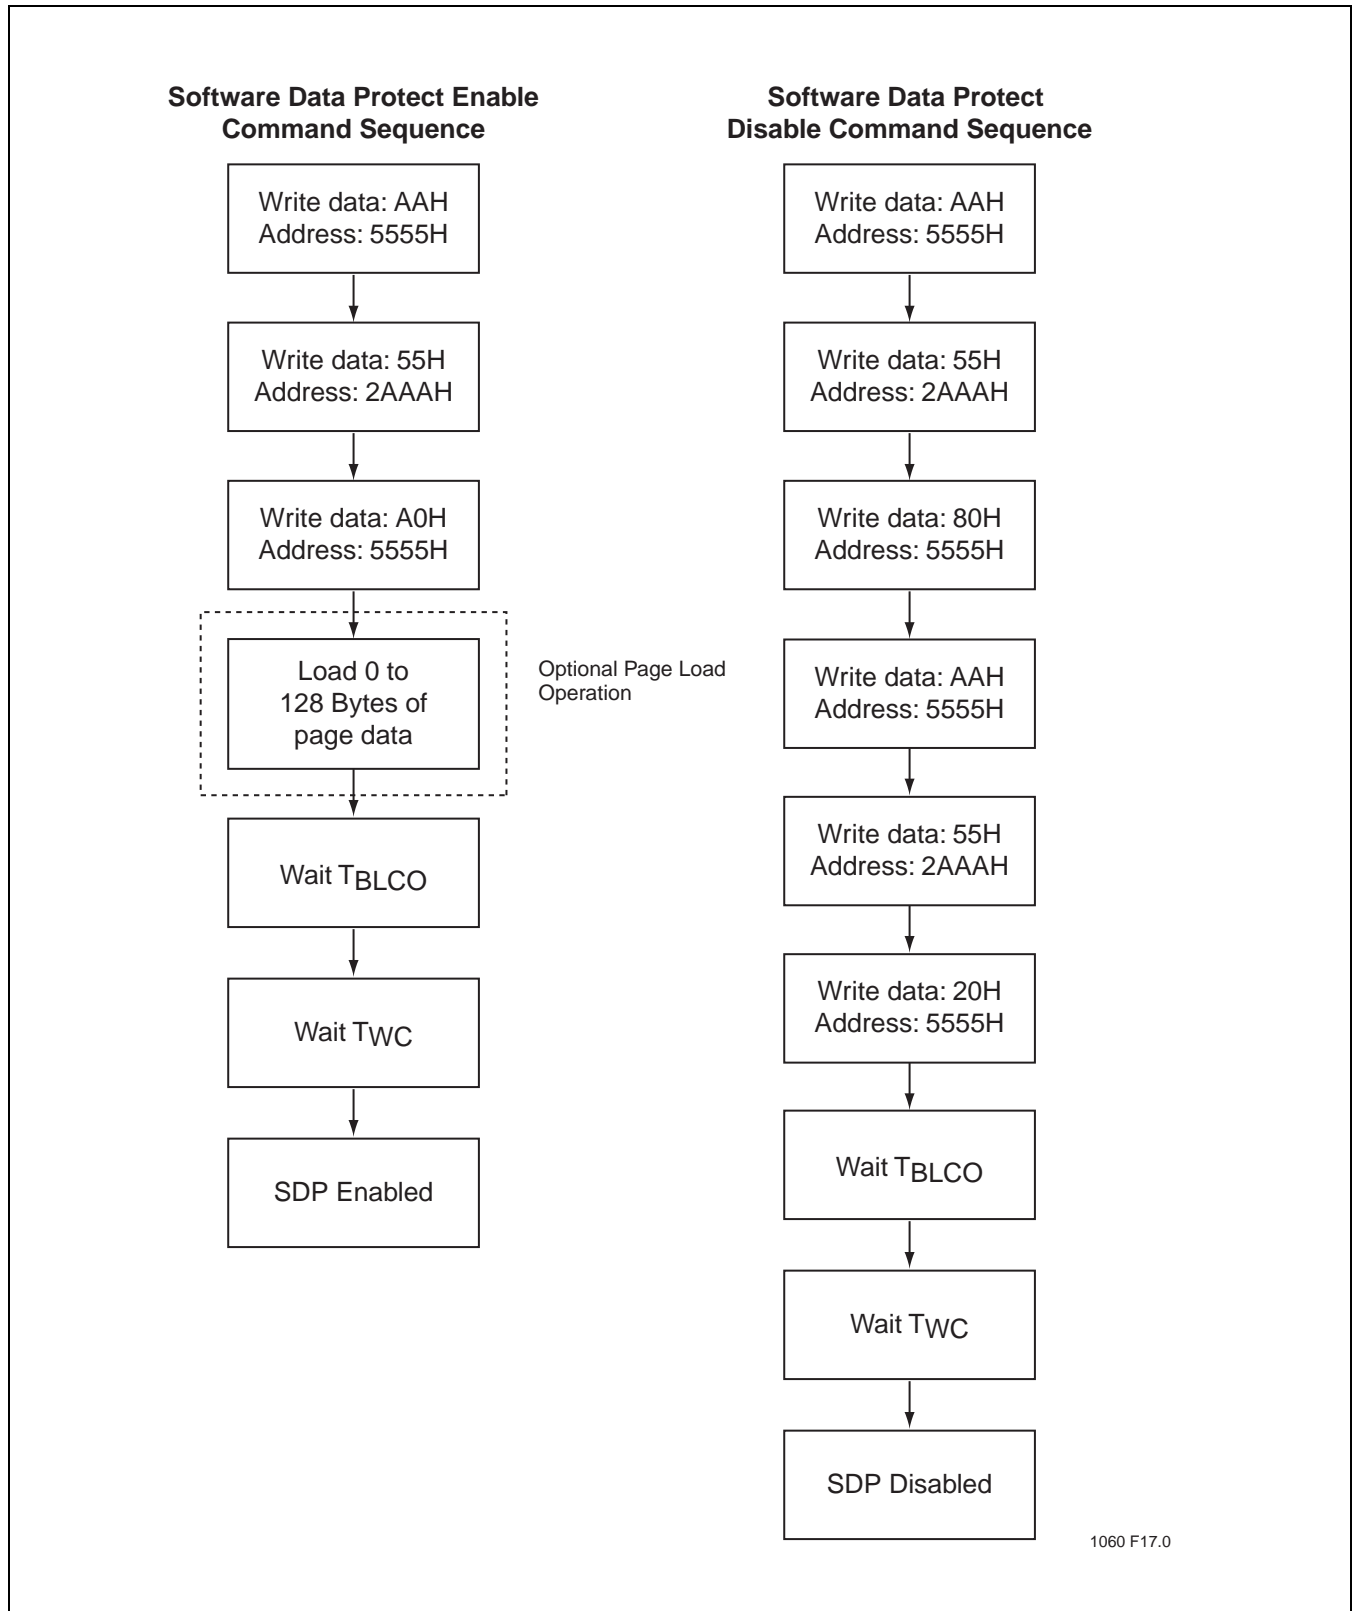 Software Data Protect Enable
Command Sequence
Write data: AAH
Address: 5555H
Write data: 55H
Address: 2AAAH
Write data: A0H
Address: 5555H
Load 0 to
128 Bytes of
page data
Optional Page Load
Operation
Wait TBLCO
Wait TWC
SDP Enabled
Software Data Protect
Disable Command Sequence
Write data: AAH
Address: 5555H
Write data: 55H
Address: 2AAAH
Write data: 80H
Address: 5555H
Write data: AAH
Address: 5555H
Write data: 55H
Address: 2AAAH
Write data: 20H
Address: 5555H
Wait TBLCO
Wait TWC
SDP Disabled
1060 F17.0